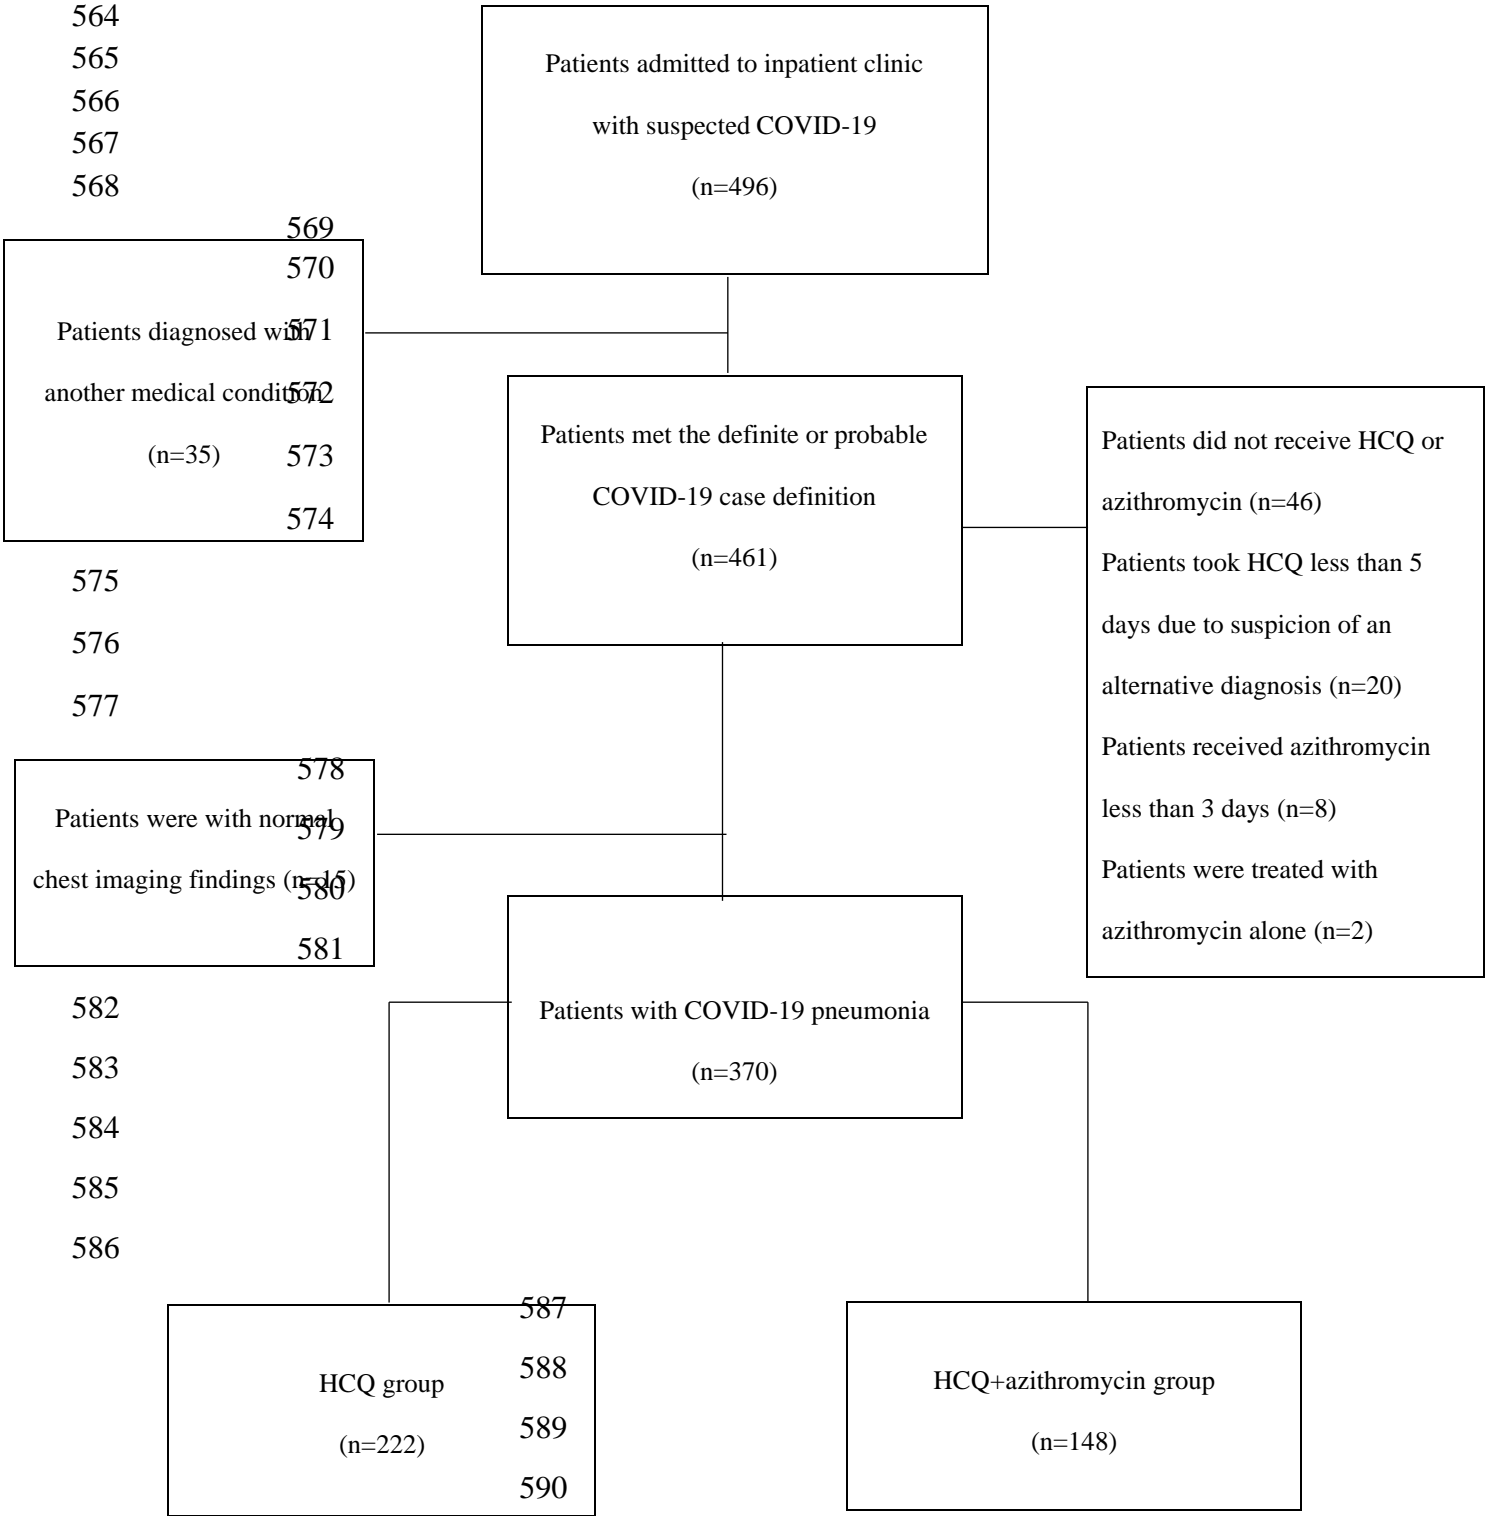 564
565
566
567
568
569
570
571
572
573
574
575
576
577
578
579
580
581
582
583
584
585
586
587
588
589
590
Patients admitted to inpatient clinic
with suspected COVID-19
(n=496)
Patients diagnosed with
another medical condition
(n=35)
Patients met the definite or probable
COVID-19 case definition
(n=461)
Patients did not receive HCQ or
azithromycin (n=46)
Patients took HCQ less than 5
days due to suspicion of an
alternative diagnosis (n=20)
Patients received azithromycin
less than 3 days (n=8)
Patients were treated with
azithromycin alone (n=2)
Patients were with normal
chest imaging findings (n=15)
Patients with COVID-19 pneumonia
(n=370)
HCQ group
(n=222)
HCQ+azithromycin group
(n=148)